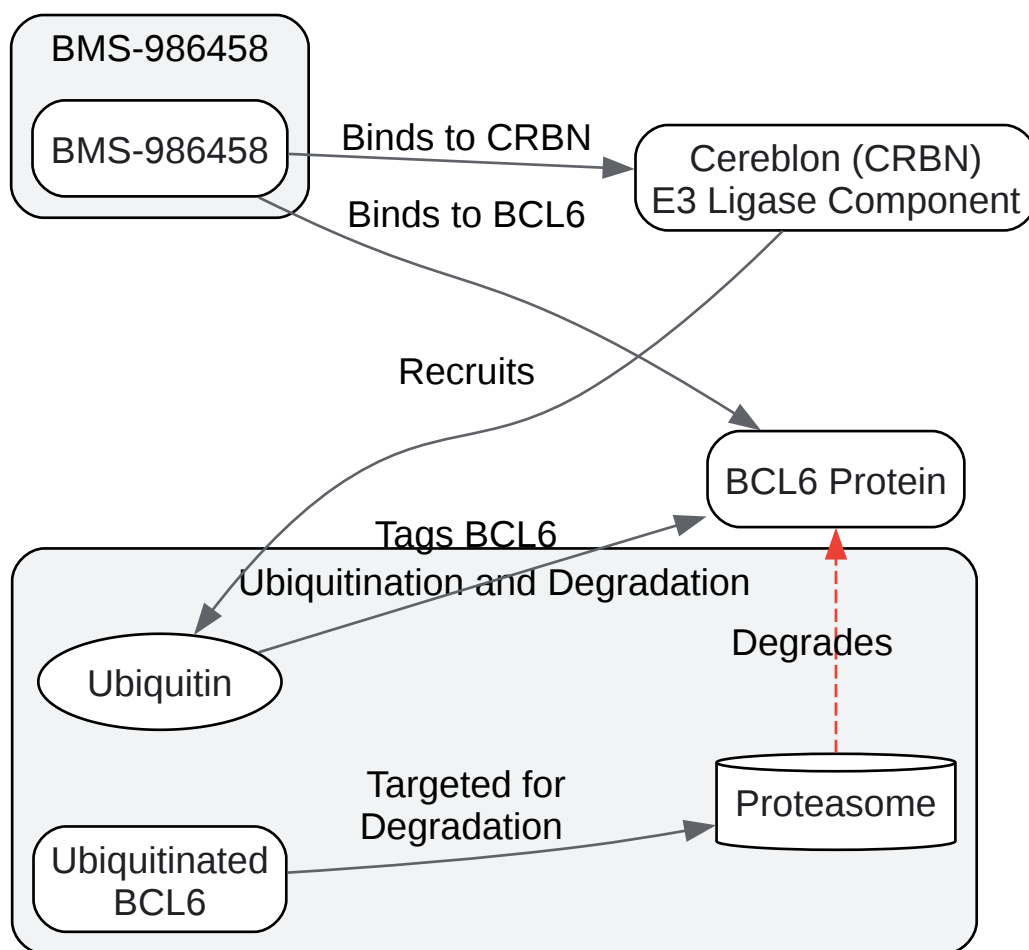 BMS-986458
BMS-986458
Binds to CRBN
Cereblon (CRBN)
E3 Ligase Component
Binds to BCL6
Recruits
BCL6 Protein
Tags BCL6
Ubiquitination and Degradation
Degrades
Ubiquitin
Targeted for
Degradation
Proteasome
Ubiquitinated
BCL6